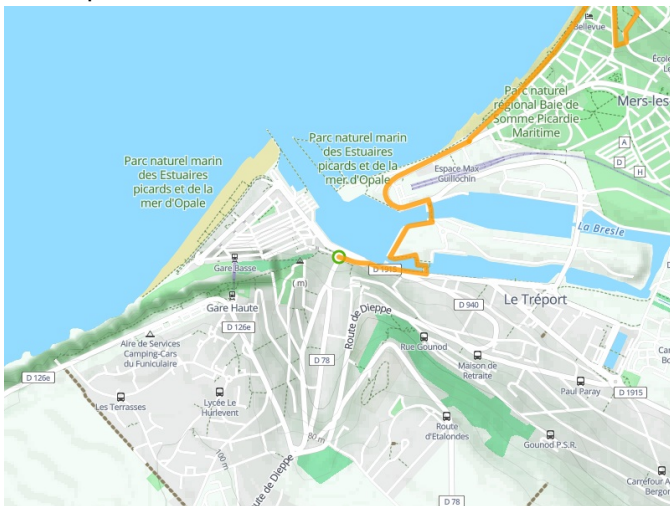 Bellevue
École
Parc naturel
régional Baie de
Somme Picardie
Maritime
Mers-les
Parc naturel marin
des Estuaires
picards et de la
mer d'Opale
Parc naturel marin
des Estuaires
picards et de la
mer d'Opale
Espace Max
Guillochin
A
D
H
La Bresle
Gare Basse
( m)
D 1915
D 940
Le Tréport
Gare Haute
D 126e
Route de Dieppe
Rue Gounod
Aire de Services
Camping-Cars
du Funiculaire
D 78
Maison de
Retraite
D 126e
Paul Paray
D 1915
Les Terrasses
Lycée Le
Hurlevent
Route
d'Etalondes
Gounod P.S.R.
80 m
100 m
ute de Dieppe
D 78
Carrefour A
Bergon